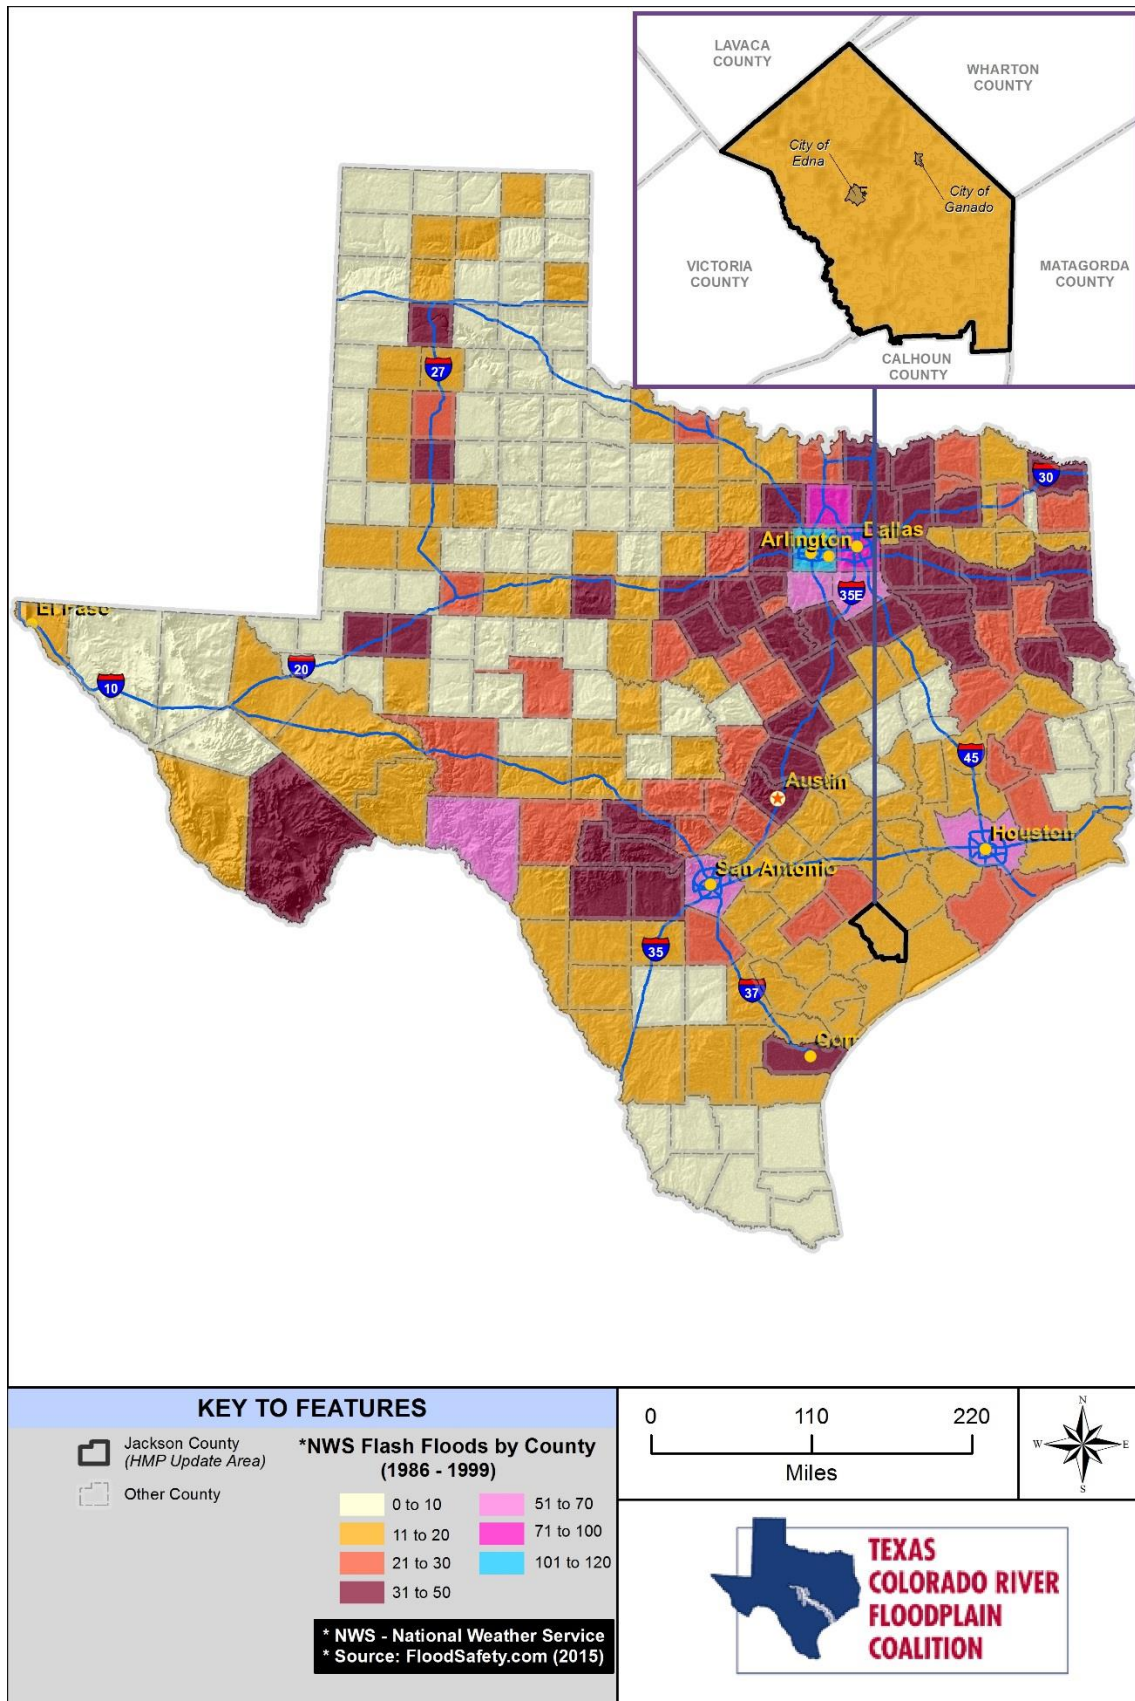 LAVACA
COUNTY
WHARTON
COUNTY
City of
Edna
City of
Ganado
VICTORIA
COUNTY
MATAGORDA
COUNTY
CALHOUN
COUNTY
27
30
Dallas
Arlington
35E
El Paso
20
10
45
Austin
Houston
San Antonio
35
37
KEY TO FEATURES
Jackson County
(HMP Update Area)
Other County
*NWS Flash Floods by County
(1986 - 1999)
0 to 10
11 to 20
21 to 30
31 to 50
51 to 70
71 to 100
101 to 120
* NWS - National Weather Service
* Source: FloodSafety.com (2015)
0 110 220
Miles
N
W E
S
TEXAS
COLORADO RIVER
FLOODPLAIN
COALITION